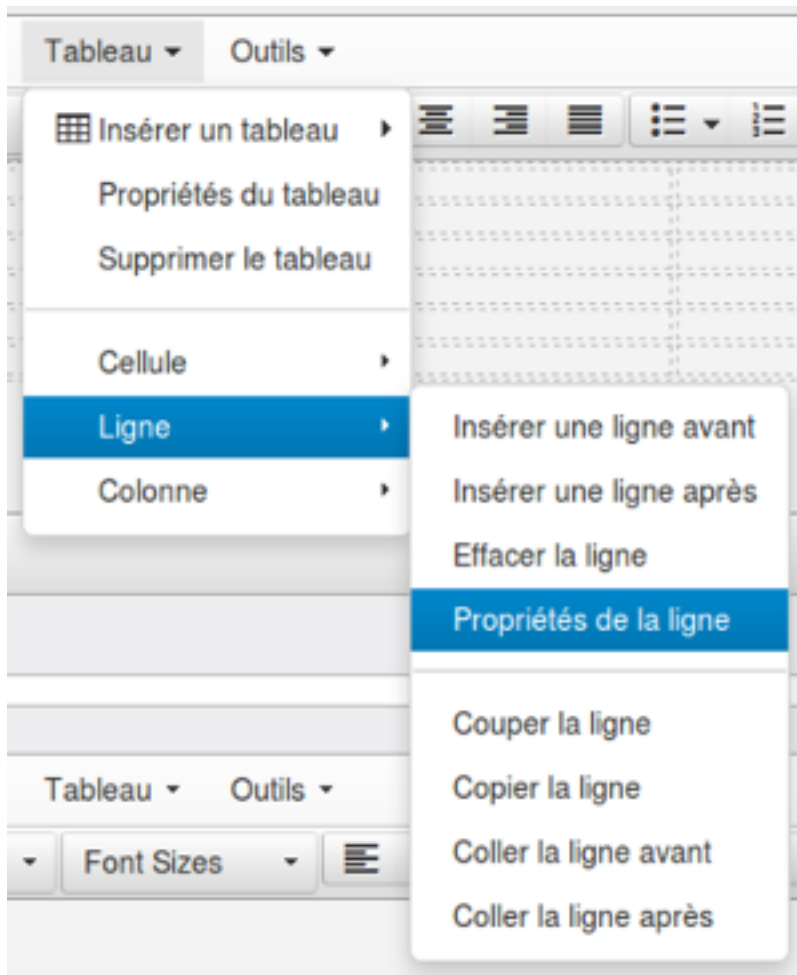 Tableau Outils
Insérer un tableau
Propriétés du tableau
Supprimer le tableau
Cellule
Ligne
Colonne
Insérer une ligne avant
Insérer une ligne après
Effacer la ligne
Propriétés de la ligne
Couper la ligne
Copier la ligne
Coller la ligne avant
Coller la ligne après
Tableau Outils
Font Sizes